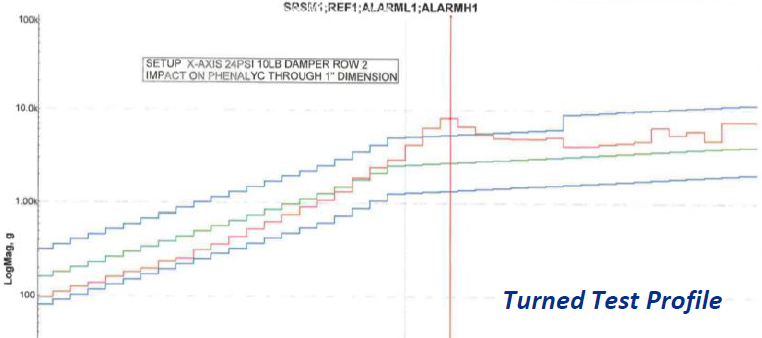 SRSM1;REF1;ALARML1;ALARMH1
100k
SETUP X-AXIS 24PSI 10LB DAMPER ROW 2
IMPACT ON PHENALYC THROUGH 1" DIMENSION
10.0k
1.00k
LogMag, g
100
Turned Test Profile